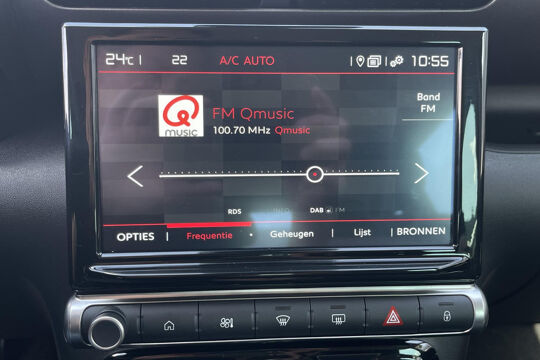 24°C 22 A/C AUTO 10:55
Q music
FM Qmusic
100.70 MHz Qmusic
Band
FM
RDS INFO DAB FM
OPTIES Frequentie Geheugen Lijst BRONNEN